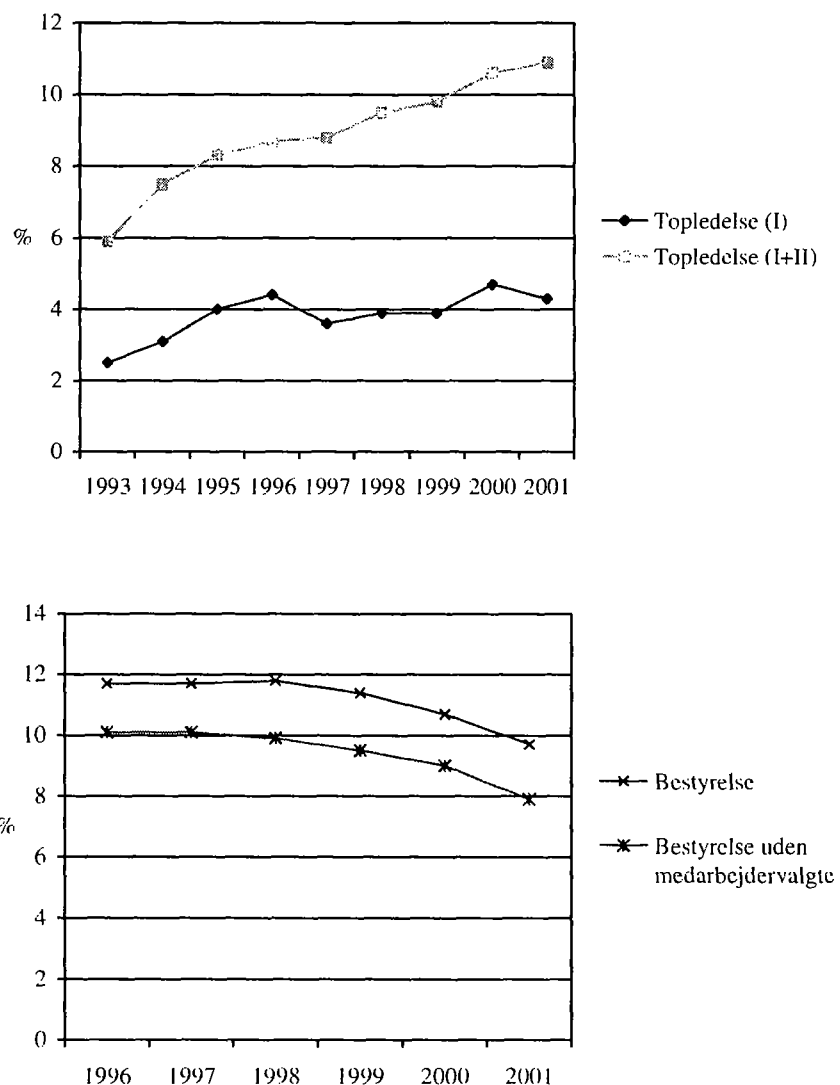 12
10
8
%
6
4
2
0
Topledelse (I)
Topledelse (I+II)
1993 1994 1995 1996 1997 1998 1999 2000 2001
14
12
10
8
%
6
4
2
0
Bestyrelse
Bestyrelse uden
medarbejdervalgte
1996 1997 1998 1999 2000 2001